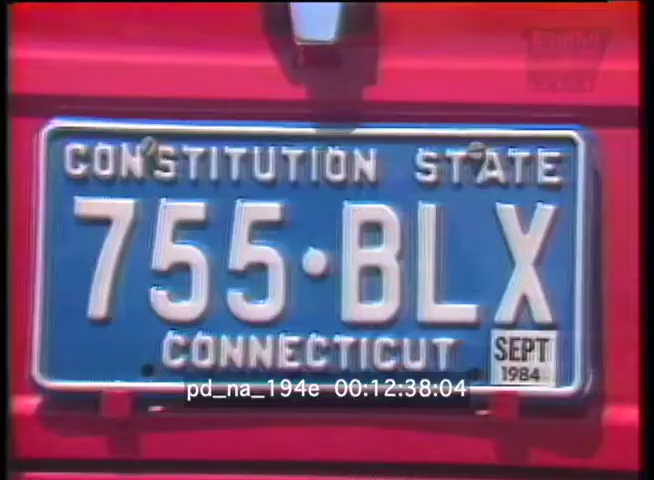 CONSTITUTION STATE
755·BLX
CONNECTICUT
SEPT
1984
pd_na_194e 00:12:38:04